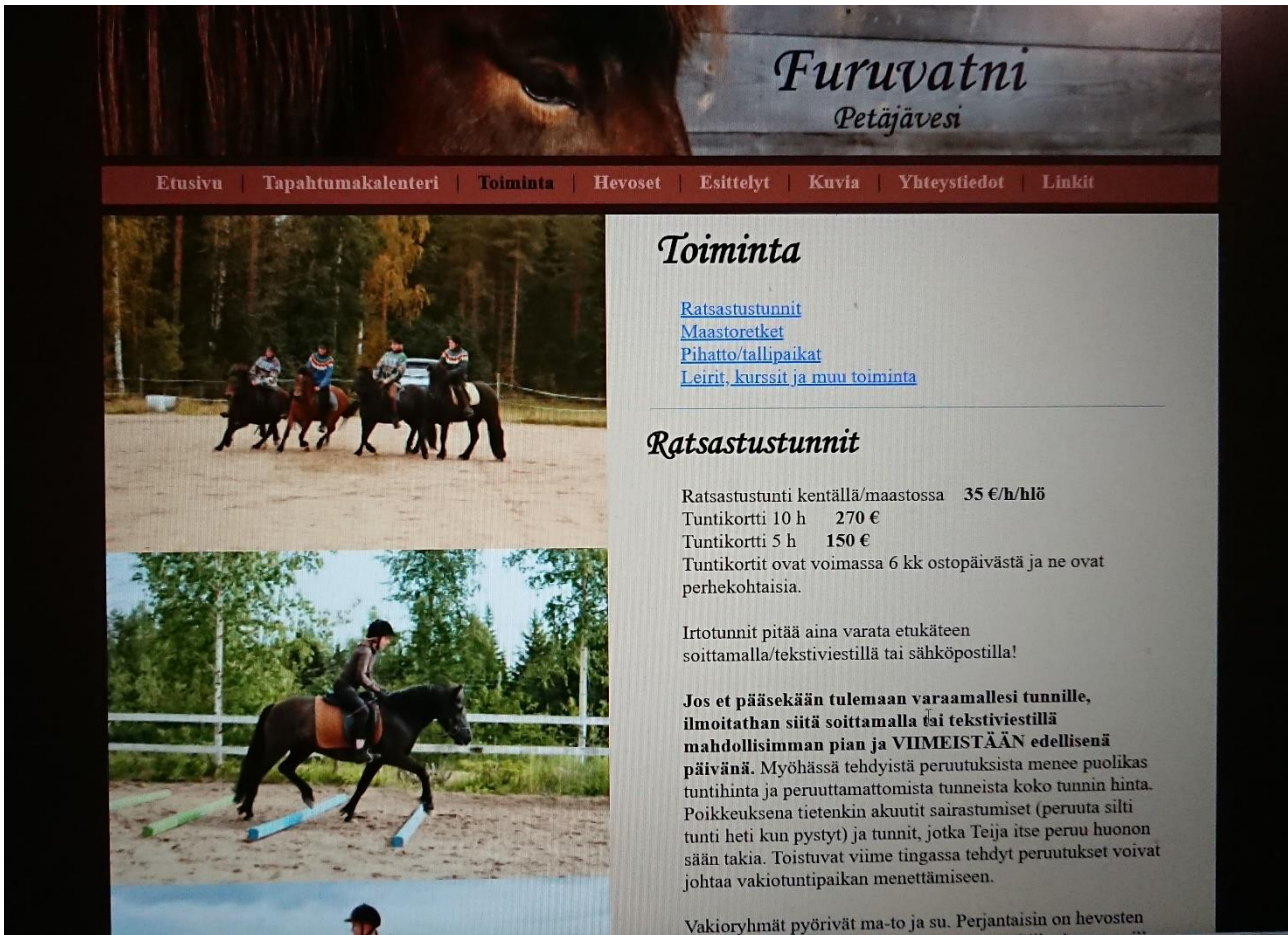 Furuvatni
Petäjävesi
Etusivu | Tapahtumakalenteri | Toiminta | Hevoset | Esittelyt | Kuvia | Yhteystiedot | Linkit
Toiminta
Ratsastustunnit
Maastoretket
Pihatto/tallipaikat
Leirit, kurssit ja muu toiminta
Ratsastustunnit
Ratsastustunti kentällä/maastossa 35 €/h/hlö
Tuntikortti 10 h 270 €
Tuntikortti 5 h 150 €
Tuntikortit ovat voimassa 6 kk ostopäivästä ja ne ovat
perhekohtaisia.
Irtotunnit pitää aina varata etukäteen
soittamalla/tekstiviestillä tai sähköpostilla!
Jos et pääsekään tulemaan varaamallesi tunnille,
ilmoitathan siitä soittamalla tai tekstiviestillä
mahdollisimman pian ja VIIMEISTÄÄN edellisenä
päivänä. Myöhässä tehdyistä peruutuksista menee puolikas
tuntihinta ja peruuttamattomista tunneista koko tunnin hinta.
Poikkeuksena tietenkin akuutit sairastumiset (peruuta silti
tunti heti kun pystyt) ja tunnit, jotka Teija itse peruu huonon
sään takia. Toistuvat viime tingassa tehdyt peruutukset voivat
johtaa vakiotuntipaikan menettämiseen.
Vakioryhmät pyörivät ma-to ja su. Perjantaisin on hevosten